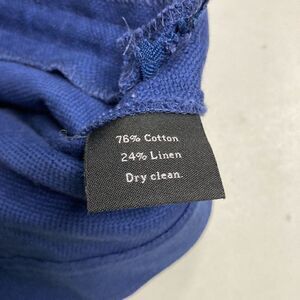 76% Cotton
24% Linen
Dry clean.